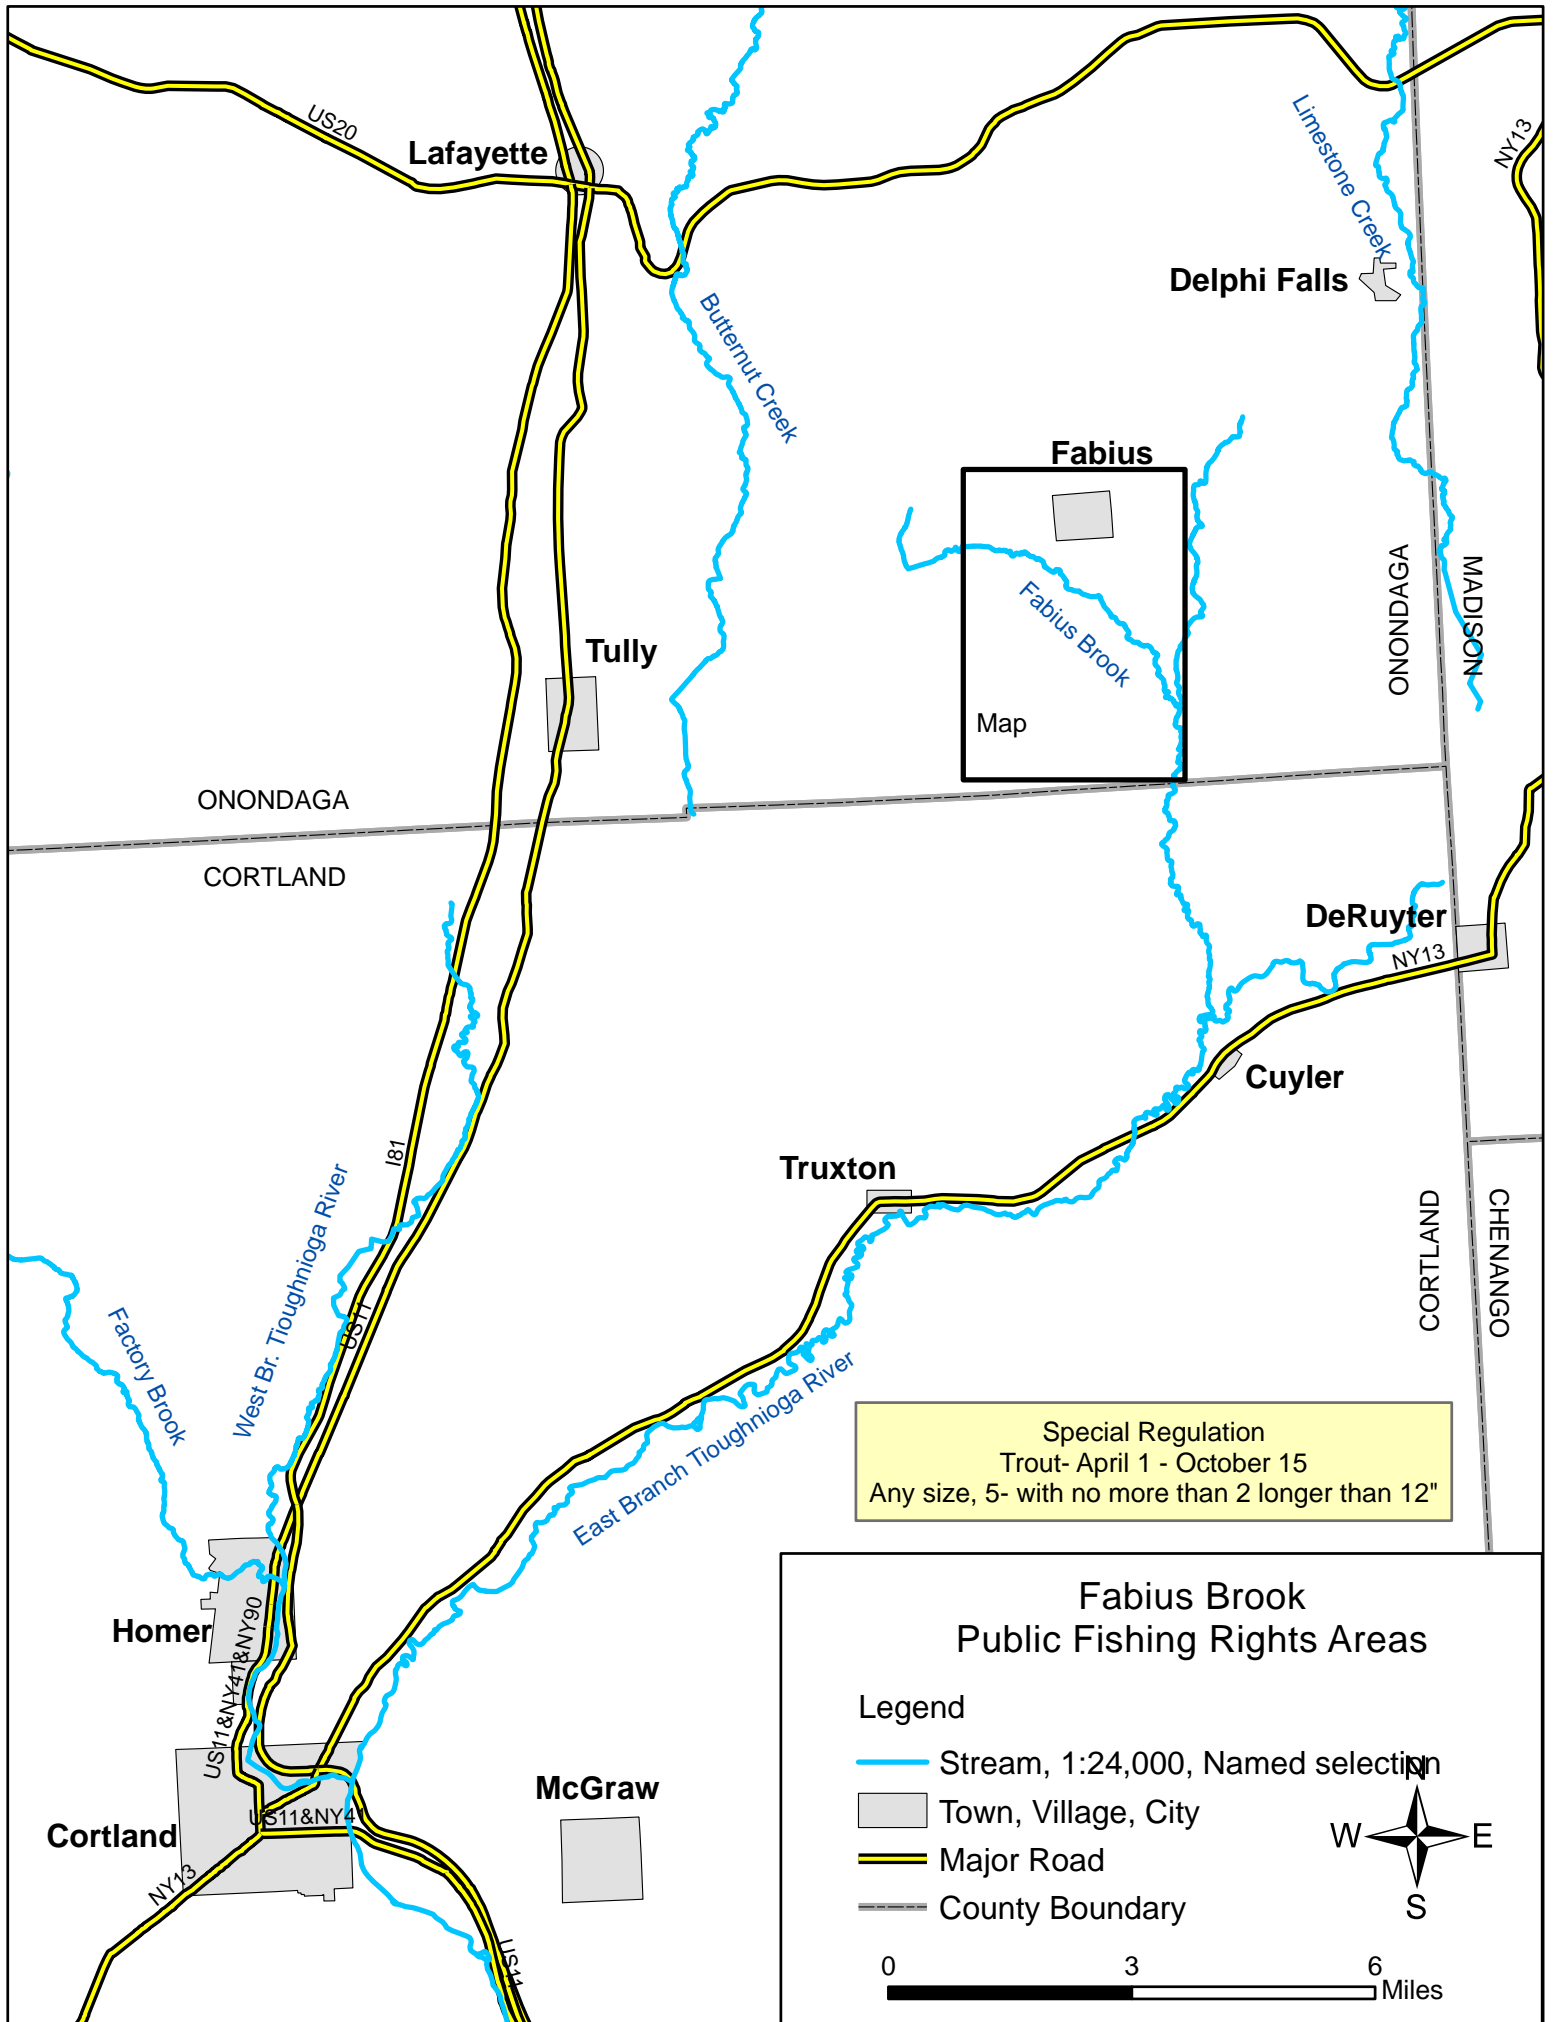 US20
Lafayette
Limestone Creek
NY13
Delphi Falls
Butternut Creek
Fabius
Fabius Brook
ONONDAGA
MADISON
Tully
Map
ONONDAGA
CORTLAND
DeRuyter
NY13
Cuyler
I81
Truxton
West Br. Tioughnioga River
US11
CORTLAND
CHENANGO
Factory Brook
East Branch Tioughnioga River
Special Regulation
Trout- April 1 - October 15
Any size, 5- with no more than 2 longer than 12"
Homer
US11&NY41&NY90
Cortland
US11&NY41
NY13
McGraw
US11
Fabius Brook
Public Fishing Rights Areas
Legend
Stream, 1:24,000, Named selection
Town, Village, City
Major Road
County Boundary
N
W E
S
0 3 6
Miles